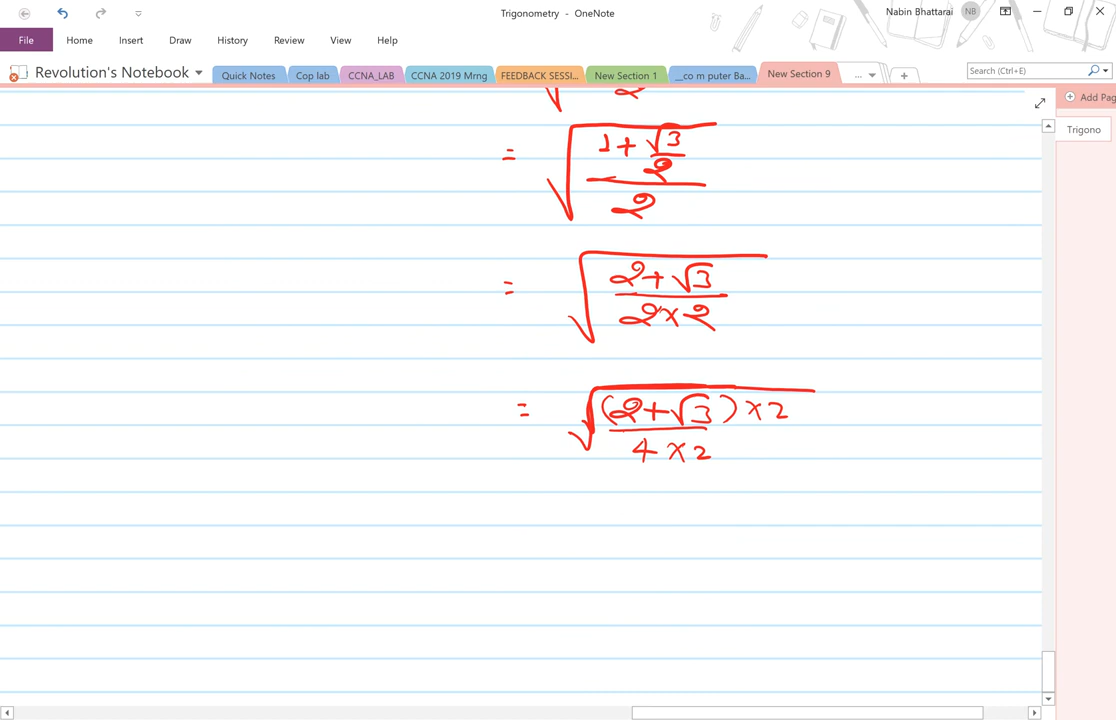 Trigonometry - OneNote
Nabin Bhattarai NB
File Home Insert Draw History Review View Help
Revolution's Notebook
Quick Notes Cop lab CCNA_LAB CCNA 2019 Mrng FEEDBACK SESSI... New Section 1 __co m puter Ba... New Section 9 ... +
Search (Ctrl+E)
Add Pag
Trigono
√ 2
= √((1 + √3/2)/2)
= √((2 + √3)/(2 × 2))
= √((2 + √3) × 2/(4 × 2))